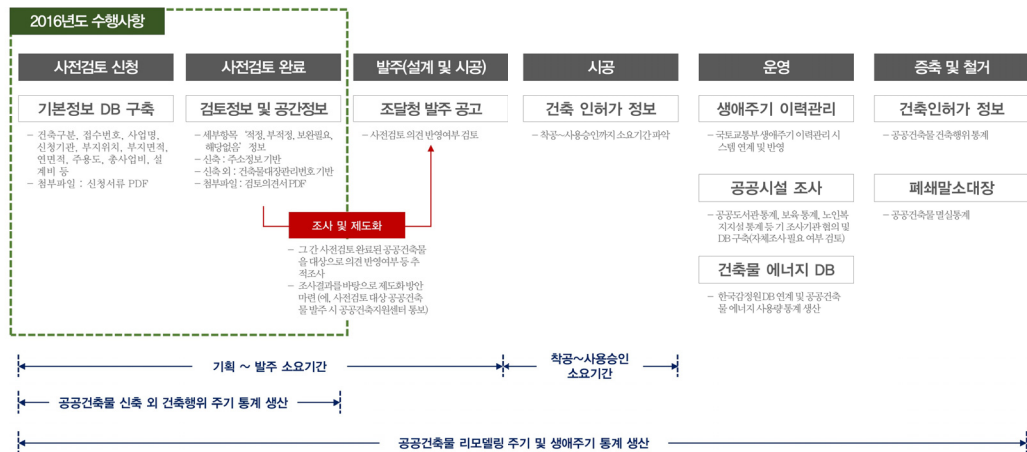 2016년도 수행사항
사전검토 신청
사전검토 완료
발주(설계 및 시공)
시공
운영
증축 및 철거
기본정보 DB 구축
– 건축구분, 접수번호, 사업명,
신청기관, 부지위치, 부지면적,
연면적, 주용도, 총사업비, 설
계비 등
– 첨부파일 : 신청서류 PDF
검토정보 및 공간정보
– 세부항목 ‘적정, 부적정, 보완필요,
해당없음’ 정보
– 신축 : 주소정보 기반
– 신축 외 : 건축물대장관리번호 기반
– 첨부파일 : 검토의견서 PDF
조달청 발주 공고
– 사전검토 의견 반영여부 검토
조사 및 제도화
– 그 간 사전검토 완료된 공공건축물
을 대상으로 의견 반영여부 등 추
적조사
– 조사결과를 바탕으로 제도화 방안
마련 (예, 사전검토 대상 공공건축
물 발주 시 공공건축지원센터 통보)
건축 인허가 정보
– 착공~사용승인까지 소요기간 파악
생애주기 이력관리
– 국토교통부 생애주기 이력관리 시
스템 연계 및 반영
공공시설 조사
– 공공도서관 통계, 보육 통계, 노인복
지시설 통계 등 기 조사기관 협의 및
DB 구축(자체조사 필요 여부 검토)
건축물 에너지 DB
– 한국감정원 DB 연계 및 공공건축
물 에너지 사용량 통계 생산
건축인허가 정보
– 공공건축물 건축행위 통계
폐쇄말소대장
– 공공건축물 멸실통계
기획 ~ 발주 소요기간
착공~사용승인
소요기간
공공건축물 신축 외 건축행위 주기 통계 생산
공공건축물 리모델링 주기 및 생애주기 통계 생산